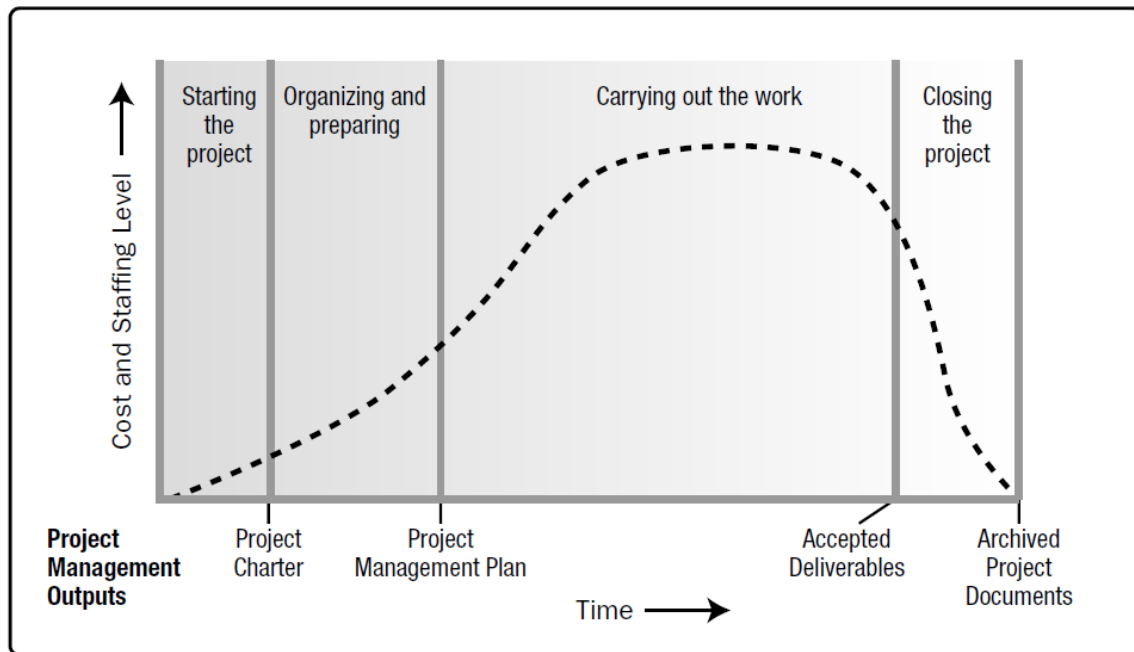 Starting
the
project
Organizing and
preparing
Carrying out the work
Closing
the
project
Cost and Staffing Level
Project
Management
Outputs
Project
Charter
Project
Management Plan
Accepted
Deliverables
Archived
Project
Documents
Time